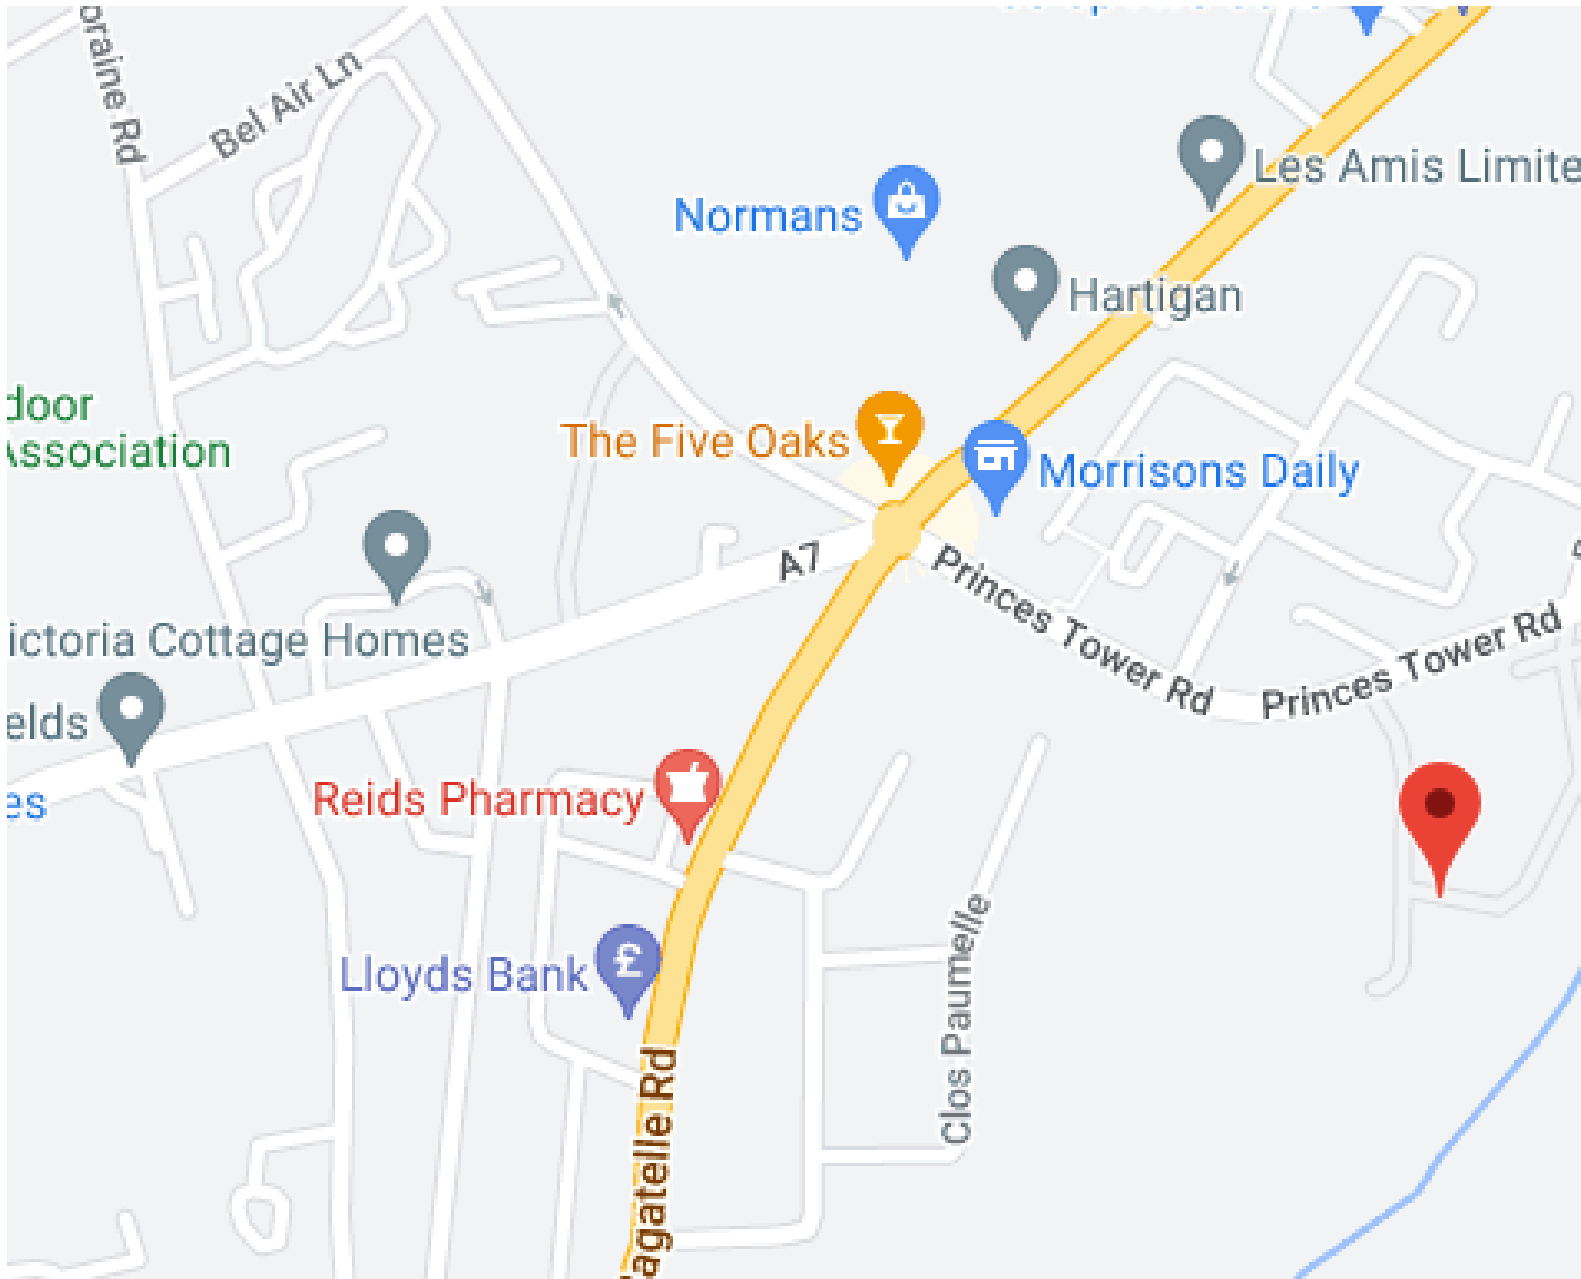 oraine Rd
Bel Air Ln
Les Amis Limite
Normans
Hartigan
door
Association
The Five Oaks
Morrisons Daily
A7
Princes Tower Rd
Princes Tower Rd
ictoria Cottage Homes
elds
es
Reids Pharmacy
Lloyds Bank
£
Clos Paumelle
agatelle Rd